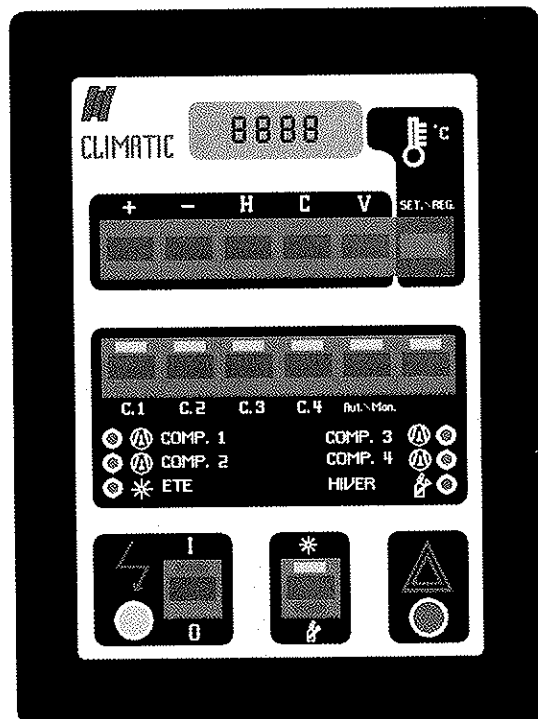 CLIMATIC
8888
°C
+ − H C V SET.\REG.
C.1 C.2 C.3 C.4 Aut.\Man.
COMP. 1 COMP. 3
COMP. 2 COMP. 4
ETE HIVER
I
O